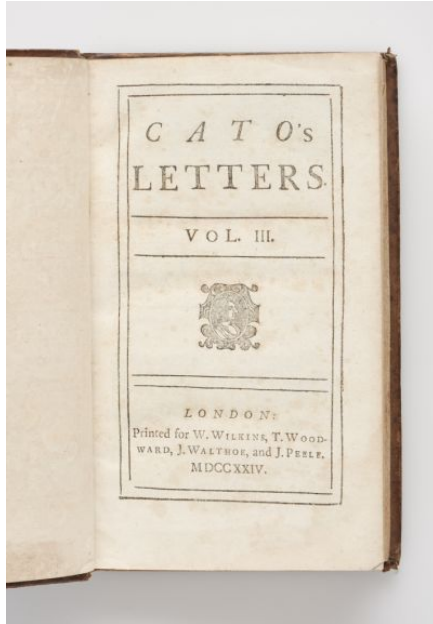 CATO's
LETTERS.
VOL. III.
LONDON:
Printed for W. WILKINS, T. WOOD-
WARD, J. WALTHOE, and J. PEELE.
MDCCXXIV.